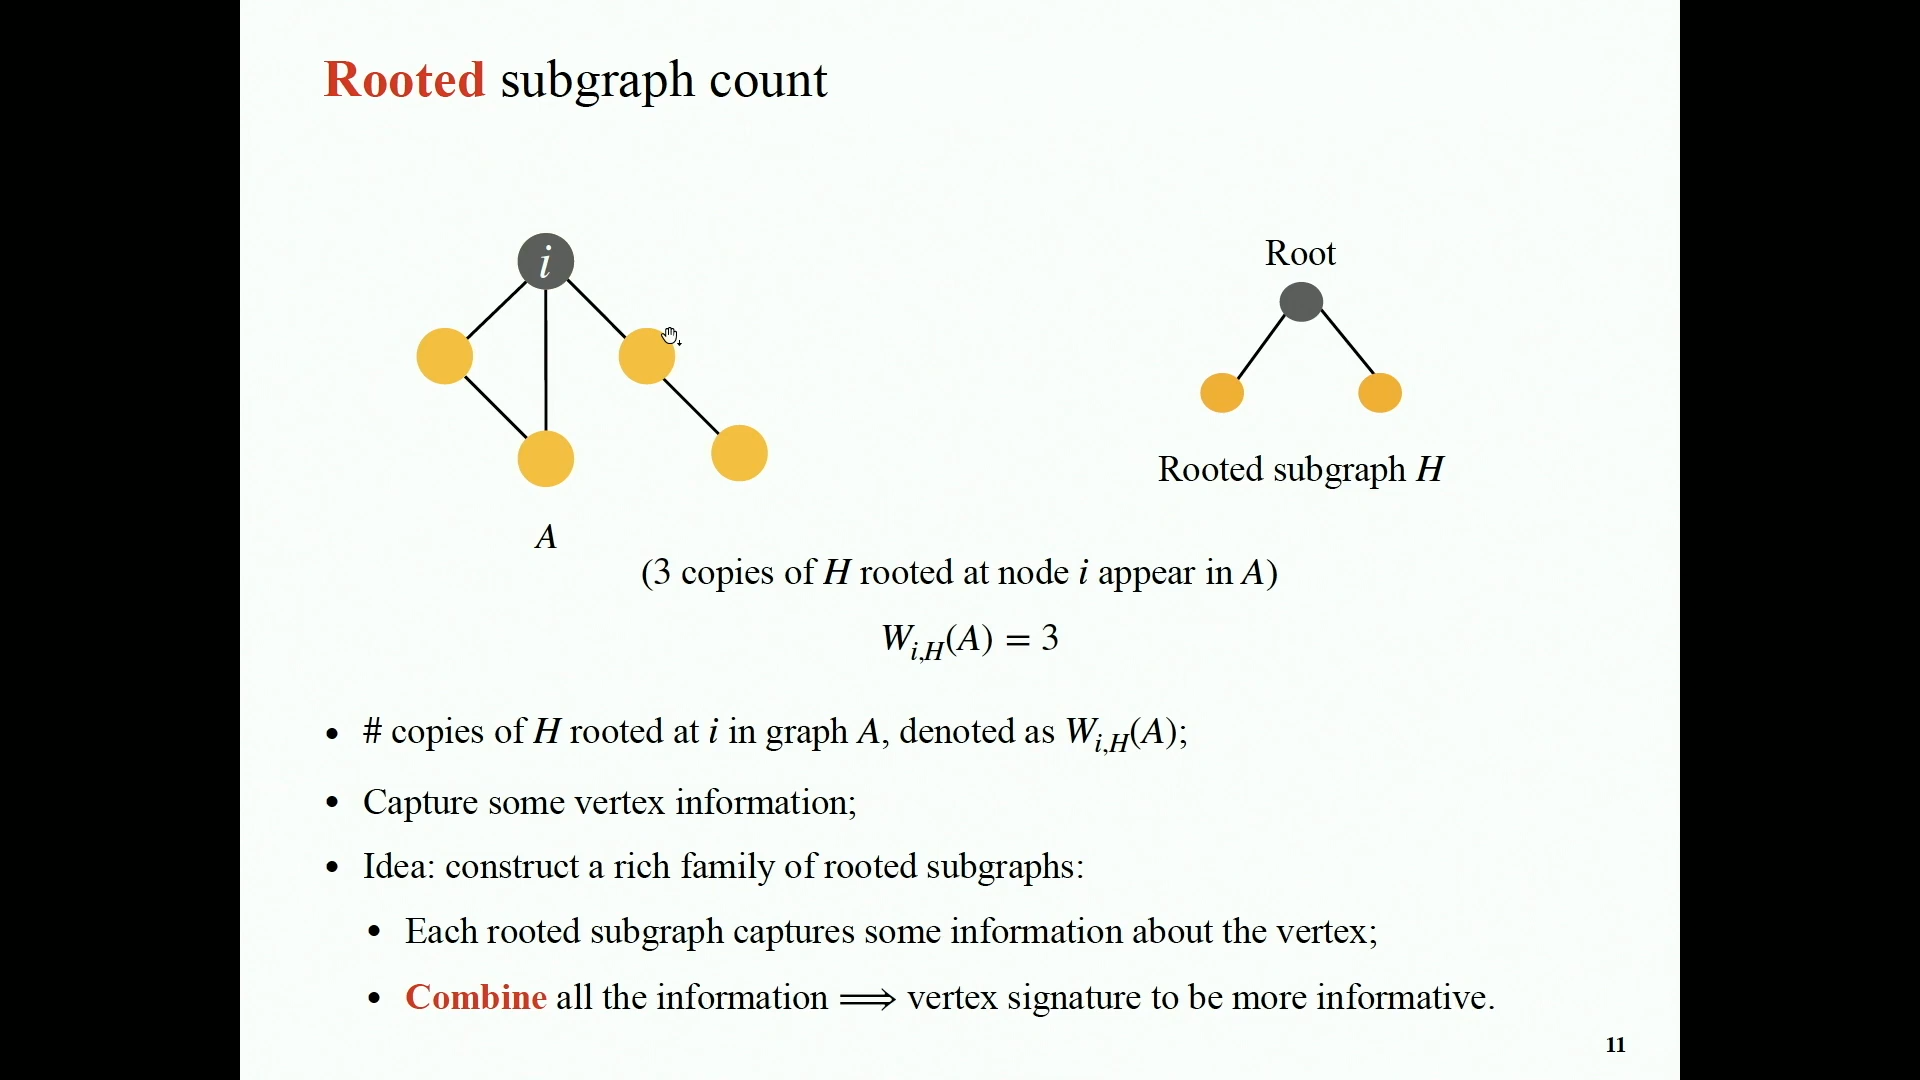 Rooted subgraph count
i
Root
Rooted subgraph H
A
(3 copies of H rooted at node i appear in A)
W_{i,H}(A) = 3
• # copies of H rooted at i in graph A, denoted as W_{i,H}(A);
• Capture some vertex information;
• Idea: construct a rich family of rooted subgraphs:
• Each rooted subgraph captures some information about the vertex;
• Combine all the information ⟹ vertex signature to be more informative.
11